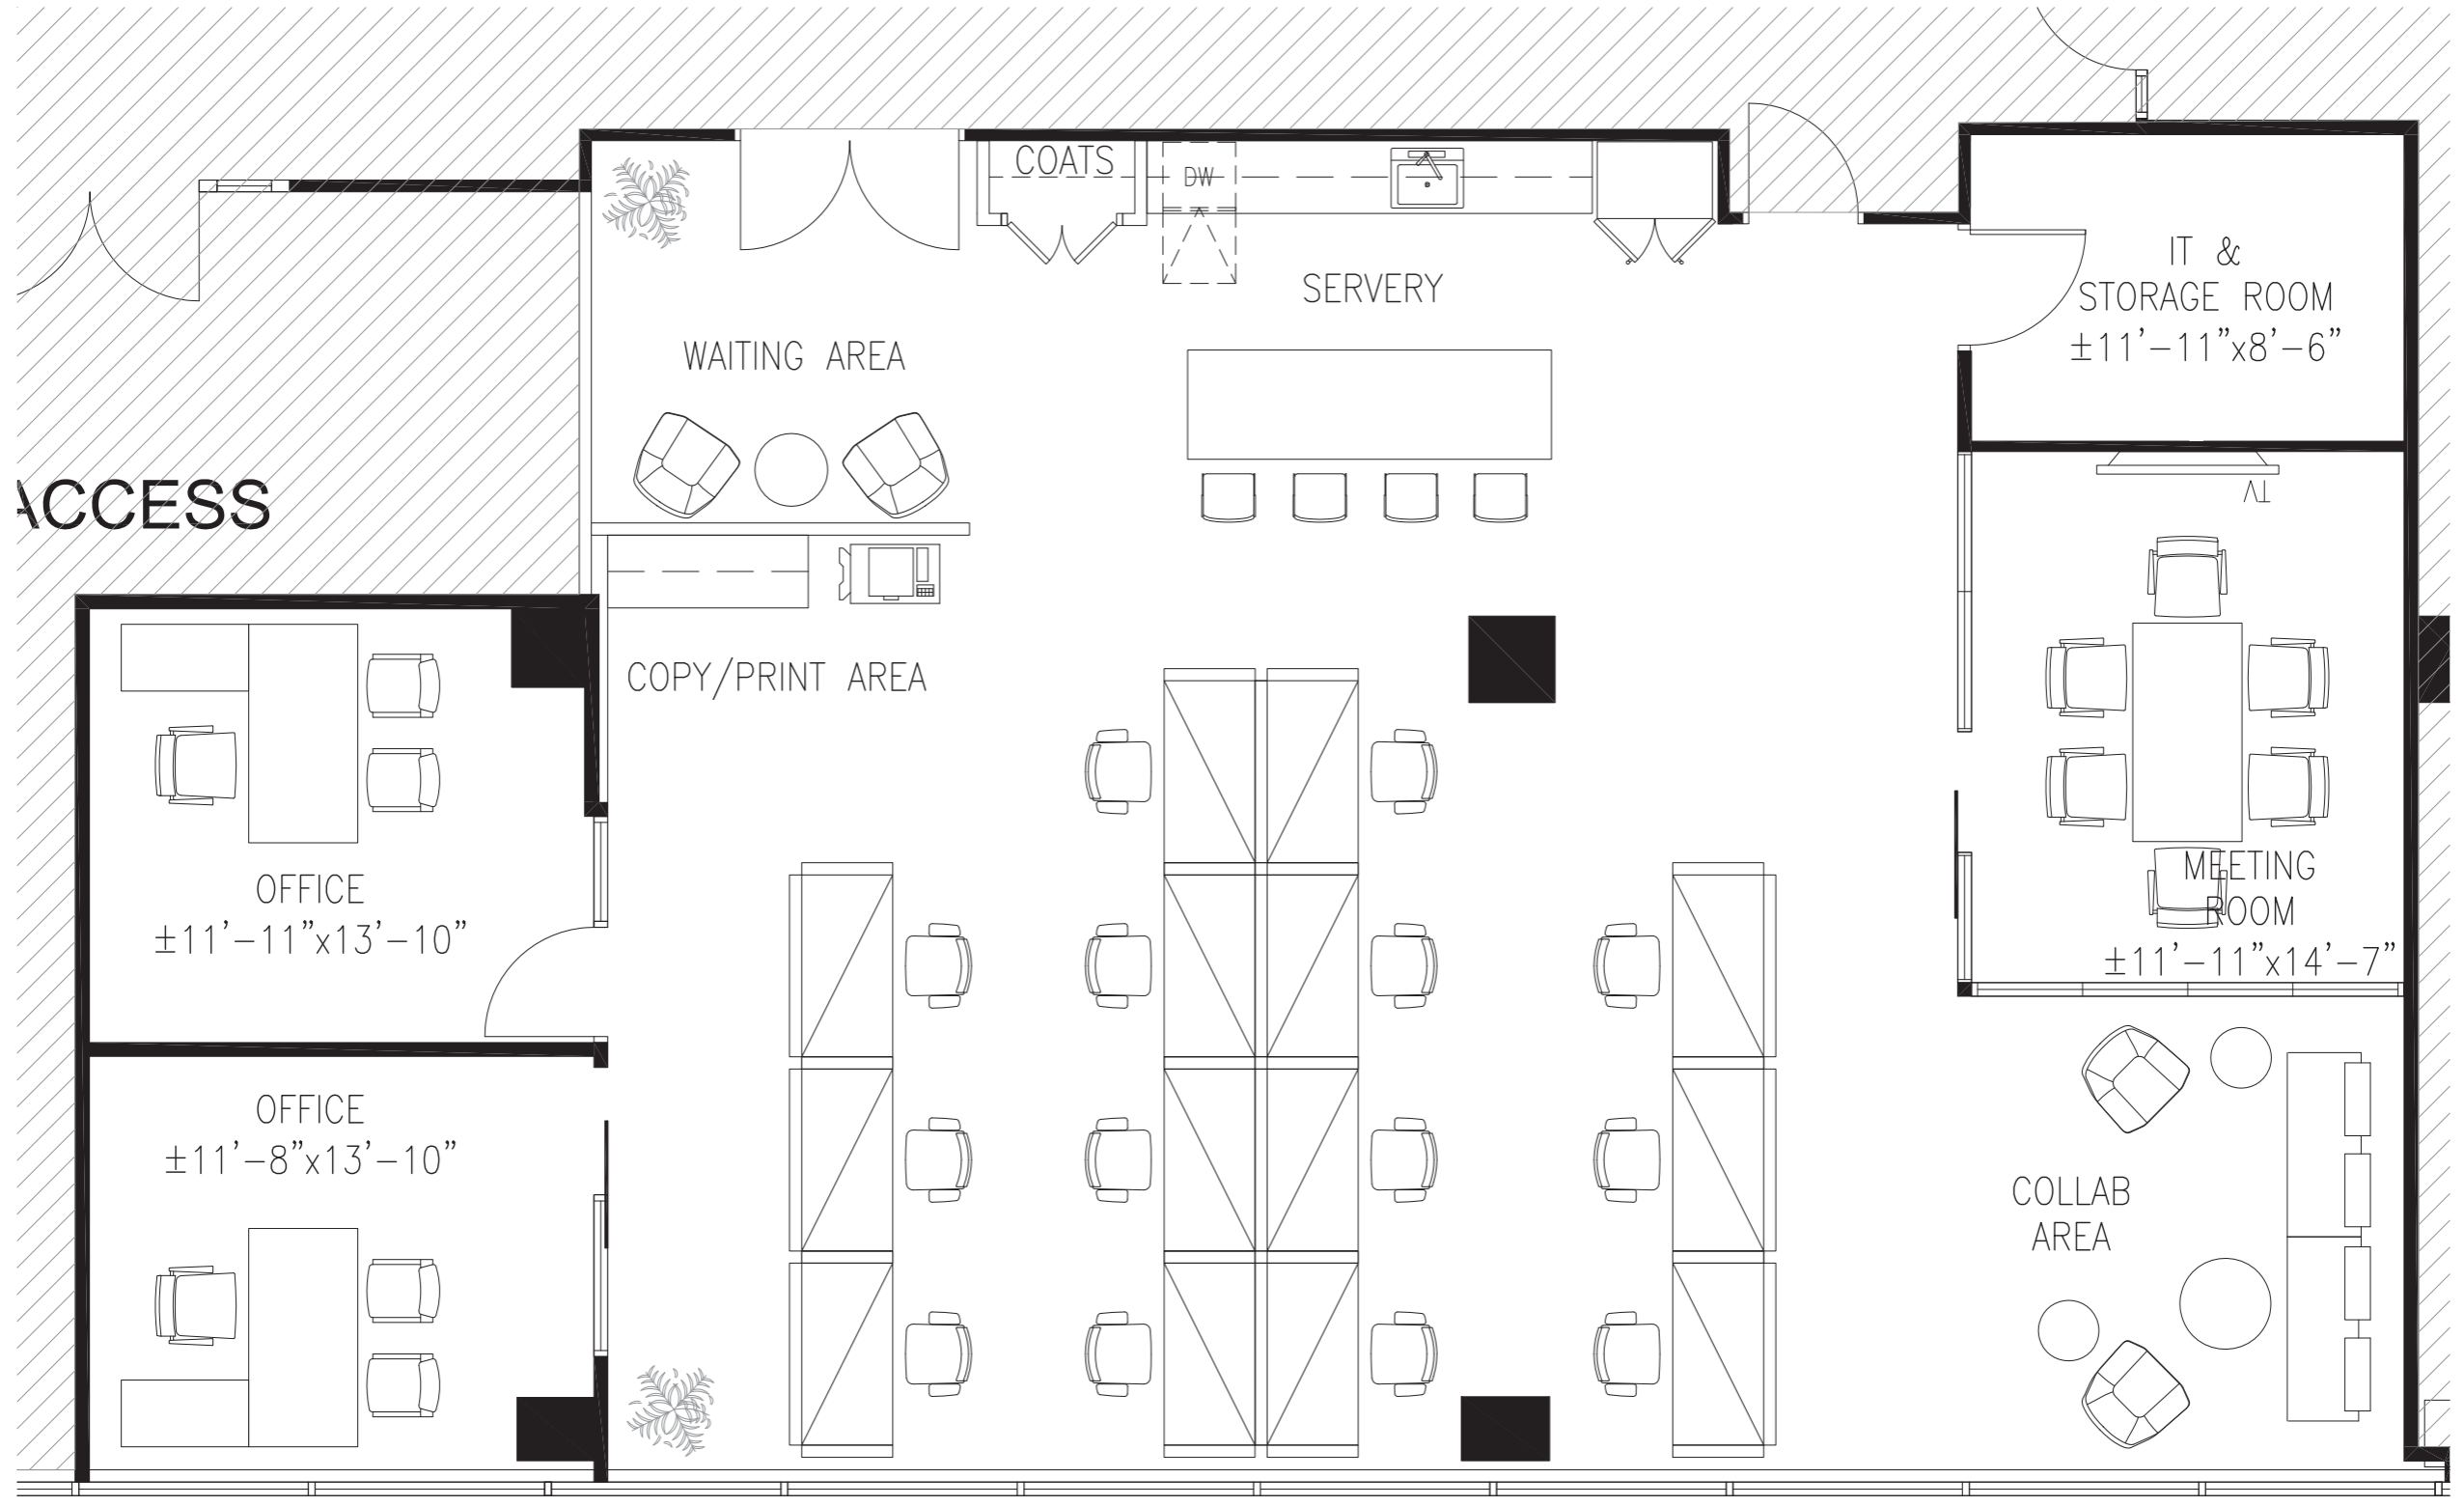 COATS
DW
SERVERY
IT &
STORAGE ROOM
±11'-11"x8'-6"
WAITING AREA
ACCESS
TV
COPY/PRINT AREA
OFFICE
±11'-11"x13'-10"
MEETING
ROOM
±11'-11"x14'-7"
OFFICE
±11'-8"x13'-10"
COLLAB
AREA